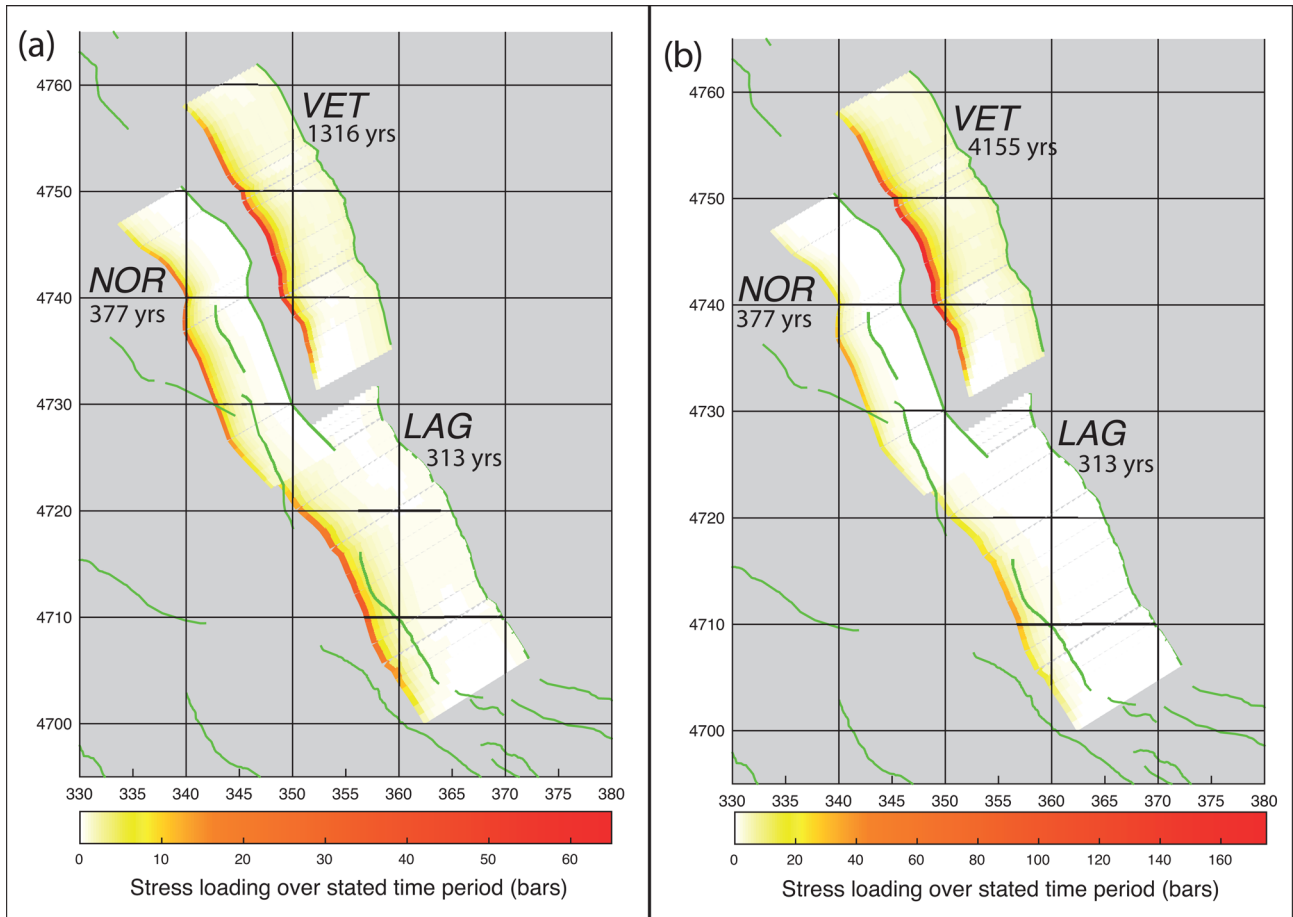 (a)
VET
1316 yrs
NOR
377 yrs
LAG
313 yrs
4760
4750
4740
4730
4720
4710
4700
330 335 340 345 350 355 360 365 370 375 380
0 10 20 30 40 50 60
Stress loading over stated time period (bars)
(b)
VET
4155 yrs
NOR
377 yrs
LAG
313 yrs
4760
4750
4740
4730
4720
4710
4700
330 335 340 345 350 355 360 365 370 375 380
0 20 40 60 80 100 120 140 160
Stress loading over stated time period (bars)